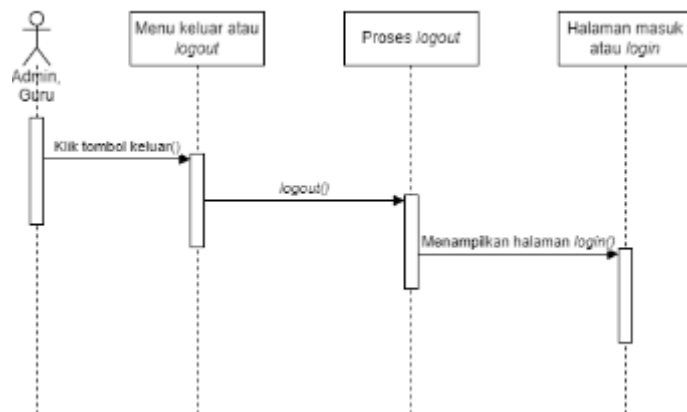 Menu keluar atau
logout
Proses logout
Halaman masuk
atau login
Admin,
Guru
Klik tombol keluar()
logout()
Menampilkan halaman login()